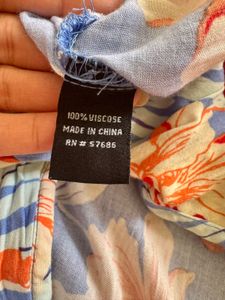 100% VISCOSE
MADE IN CHINA
RN # 57686